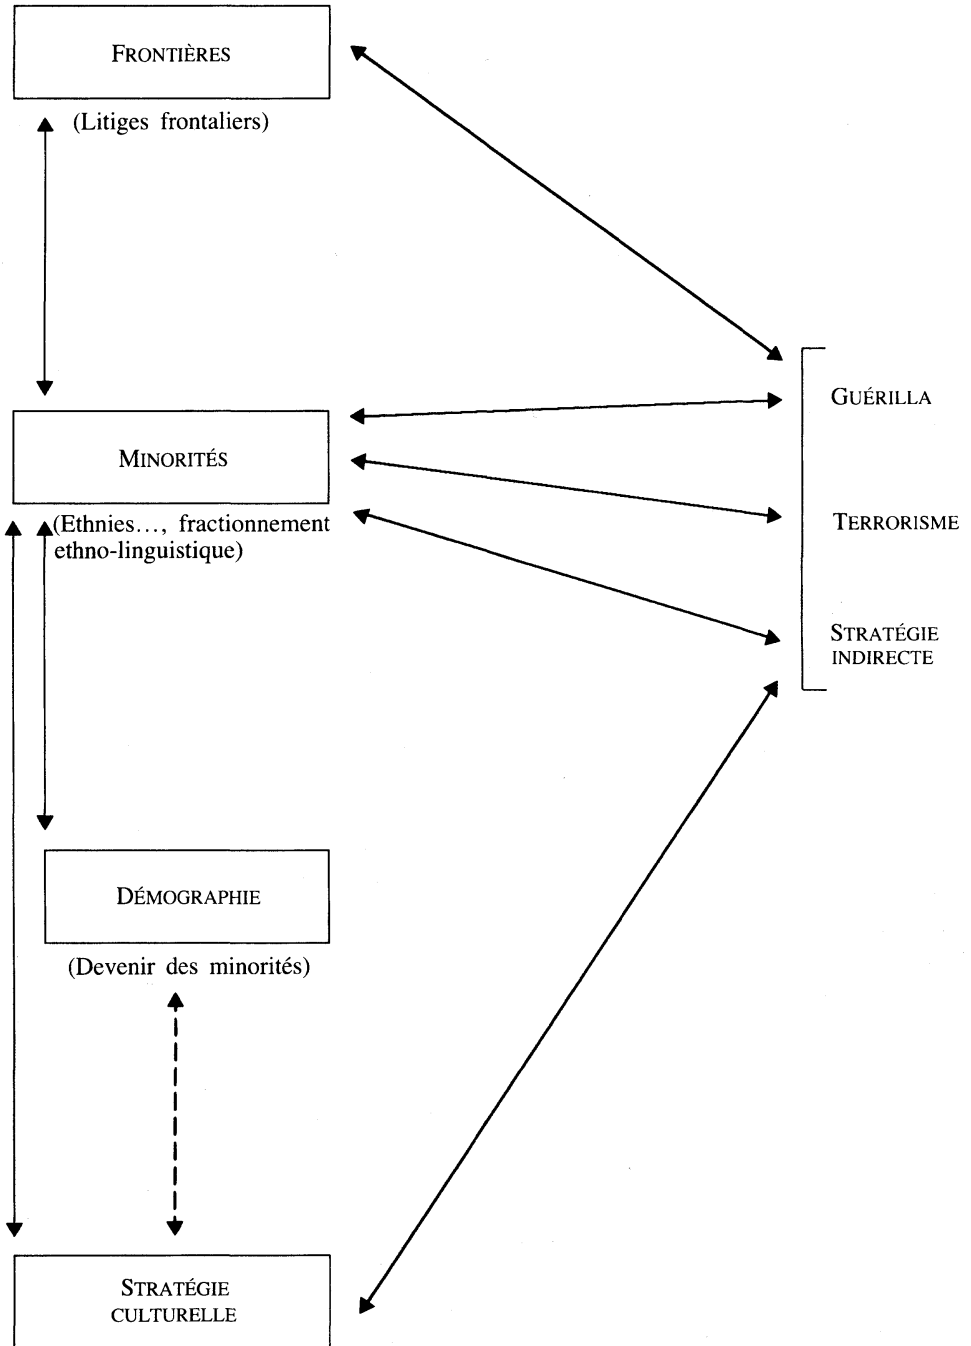 FRONTIÈRES
(Litiges frontaliers)
GUÉRILLA
MINORITÉS
(Ethnies..., fractionnement
ethno-linguistique)
TERRORISME
STRATÉGIE
INDIRECTE
DÉMOGRAPHIE
(Devenir des minorités)
STRATÉGIE
CULTURELLE